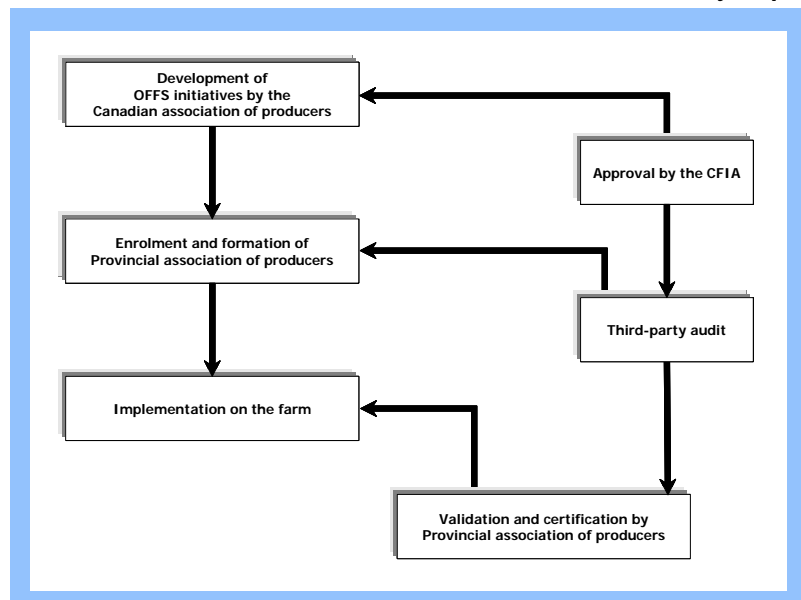 Development of
OFFS initiatives by the
Canadian association of producers
Approval by the CFIA
Enrolment and formation of
Provincial association of producers
Third-party audit
Implementation on the farm
Validation and certification by
Provincial association of producers